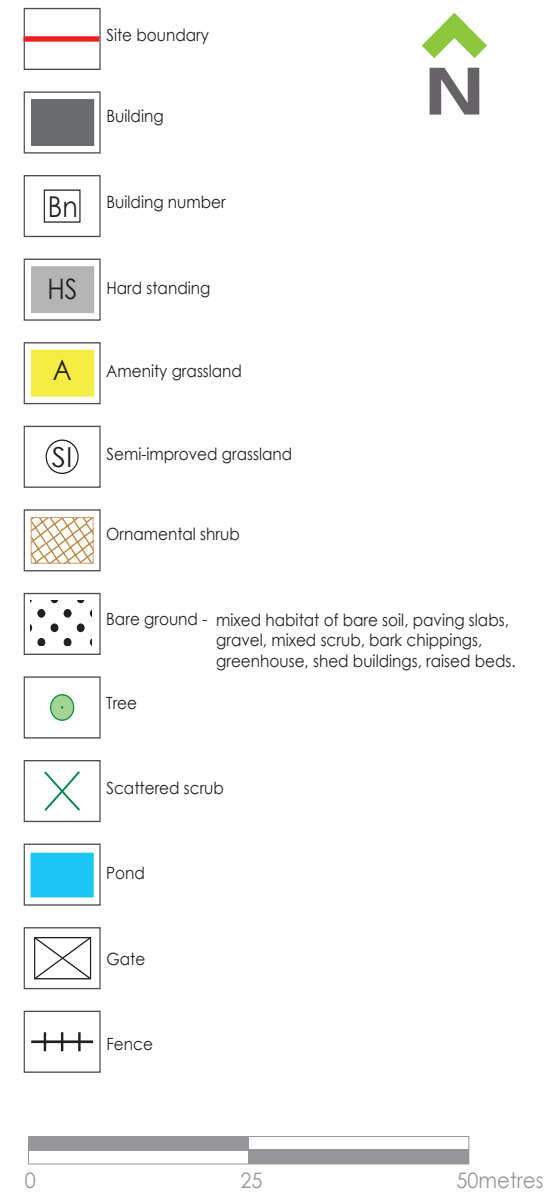 Site boundary
N
Building
Bn
Building number
HS
Hard standing
A
Amenity grassland
SI
Semi-improved grassland
Ornamental shrub
Bare ground - mixed habitat of bare soil, paving slabs,
gravel, mixed scrub, bark chippings,
greenhouse, shed buildings, raised beds.
Tree
Scattered scrub
Pond
Gate
Fence
0 25 50metres